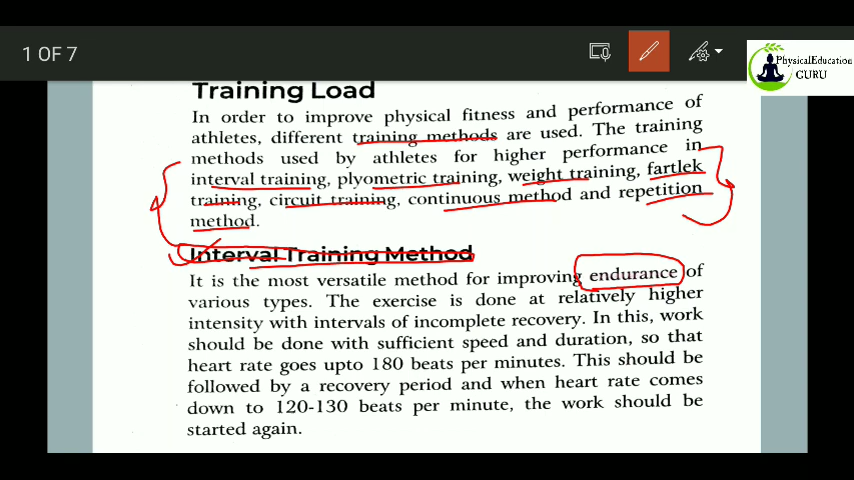 1 OF 7
PhysicalEducation
GURU
Training Load
In order to improve physical fitness and performance of
athletes, different training methods are used. The training
methods used by athletes for higher performance in
interval training, plyometric training, weight training, fartlek
training, circuit training, continuous method and repetition
method.
Interval Training Method
It is the most versatile method for improving endurance of
various types. The exercise is done at relatively higher
intensity with intervals of incomplete recovery. In this, work
should be done with sufficient speed and duration, so that
heart rate goes upto 180 beats per minutes. This should be
followed by a recovery period and when heart rate comes
down to 120-130 beats per minute, the work should be
started again.